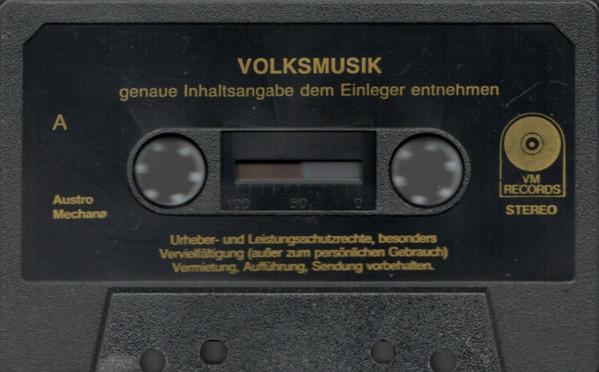 VOLKSMUSIK
genaue Inhaltsangabe dem Einleger entnehmen
A
100 50 0
Austro
Mechana
VM
RECORDS
STEREO
Urheber- und Leistungsschutzrechte, besonders
Vervielfältigung (außer zum persönlichen Gebrauch)
Vermietung, Aufführung, Sendung vorbehalten.